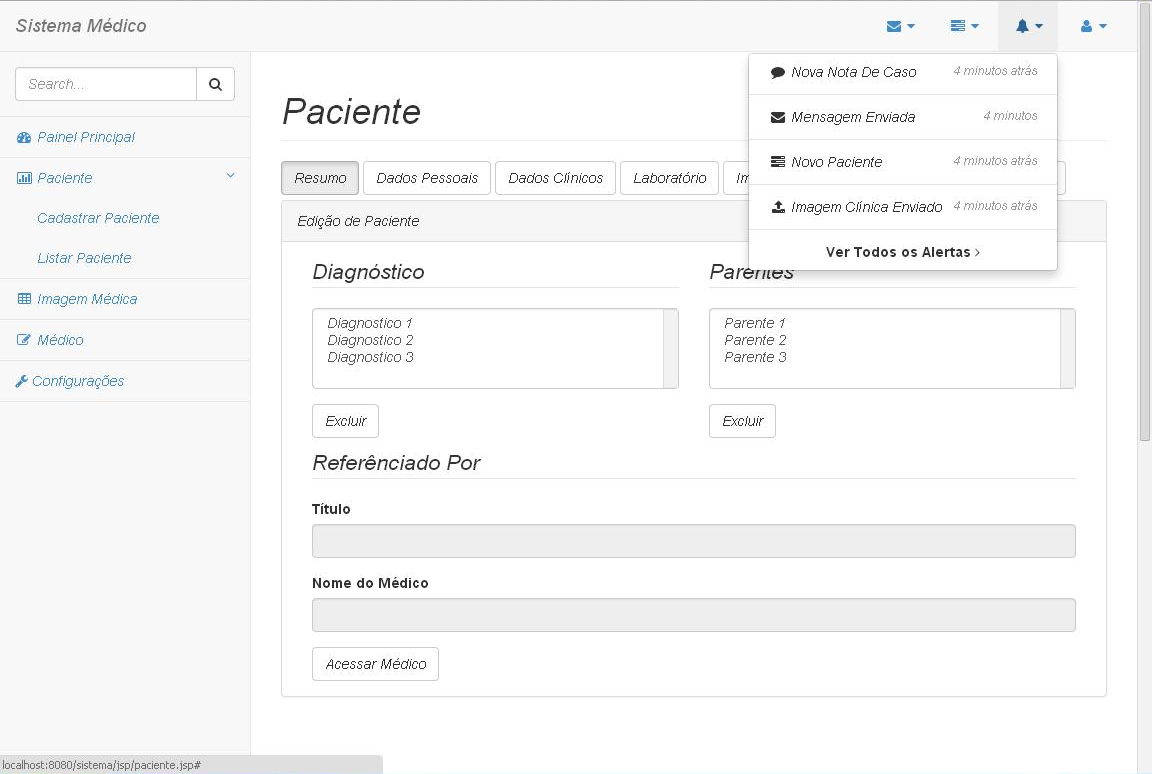 Sistema Médico
Search...
Painel Principal
Paciente
Cadastrar Paciente
Listar Paciente
Imagem Médica
Médico
Configurações
Nova Nota De Caso 4 minutos atrás
Mensagem Enviada 4 minutos
Novo Paciente 4 minutos atrás
Imagem Clínica Enviado 4 minutos atrás
Ver Todos os Alertas
Paciente
Resumo Dados Pessoais Dados Clínicos Laboratório
Edição de Paciente
Diagnóstico
Diagnostico 1
Diagnostico 2
Diagnostico 3
Excluir
Parentes
Parente 1
Parente 2
Parente 3
Excluir
Referênciado Por
Título
Nome do Médico
Acessar Médico
localhost:8080/sistema/jsp/paciente.jsp#